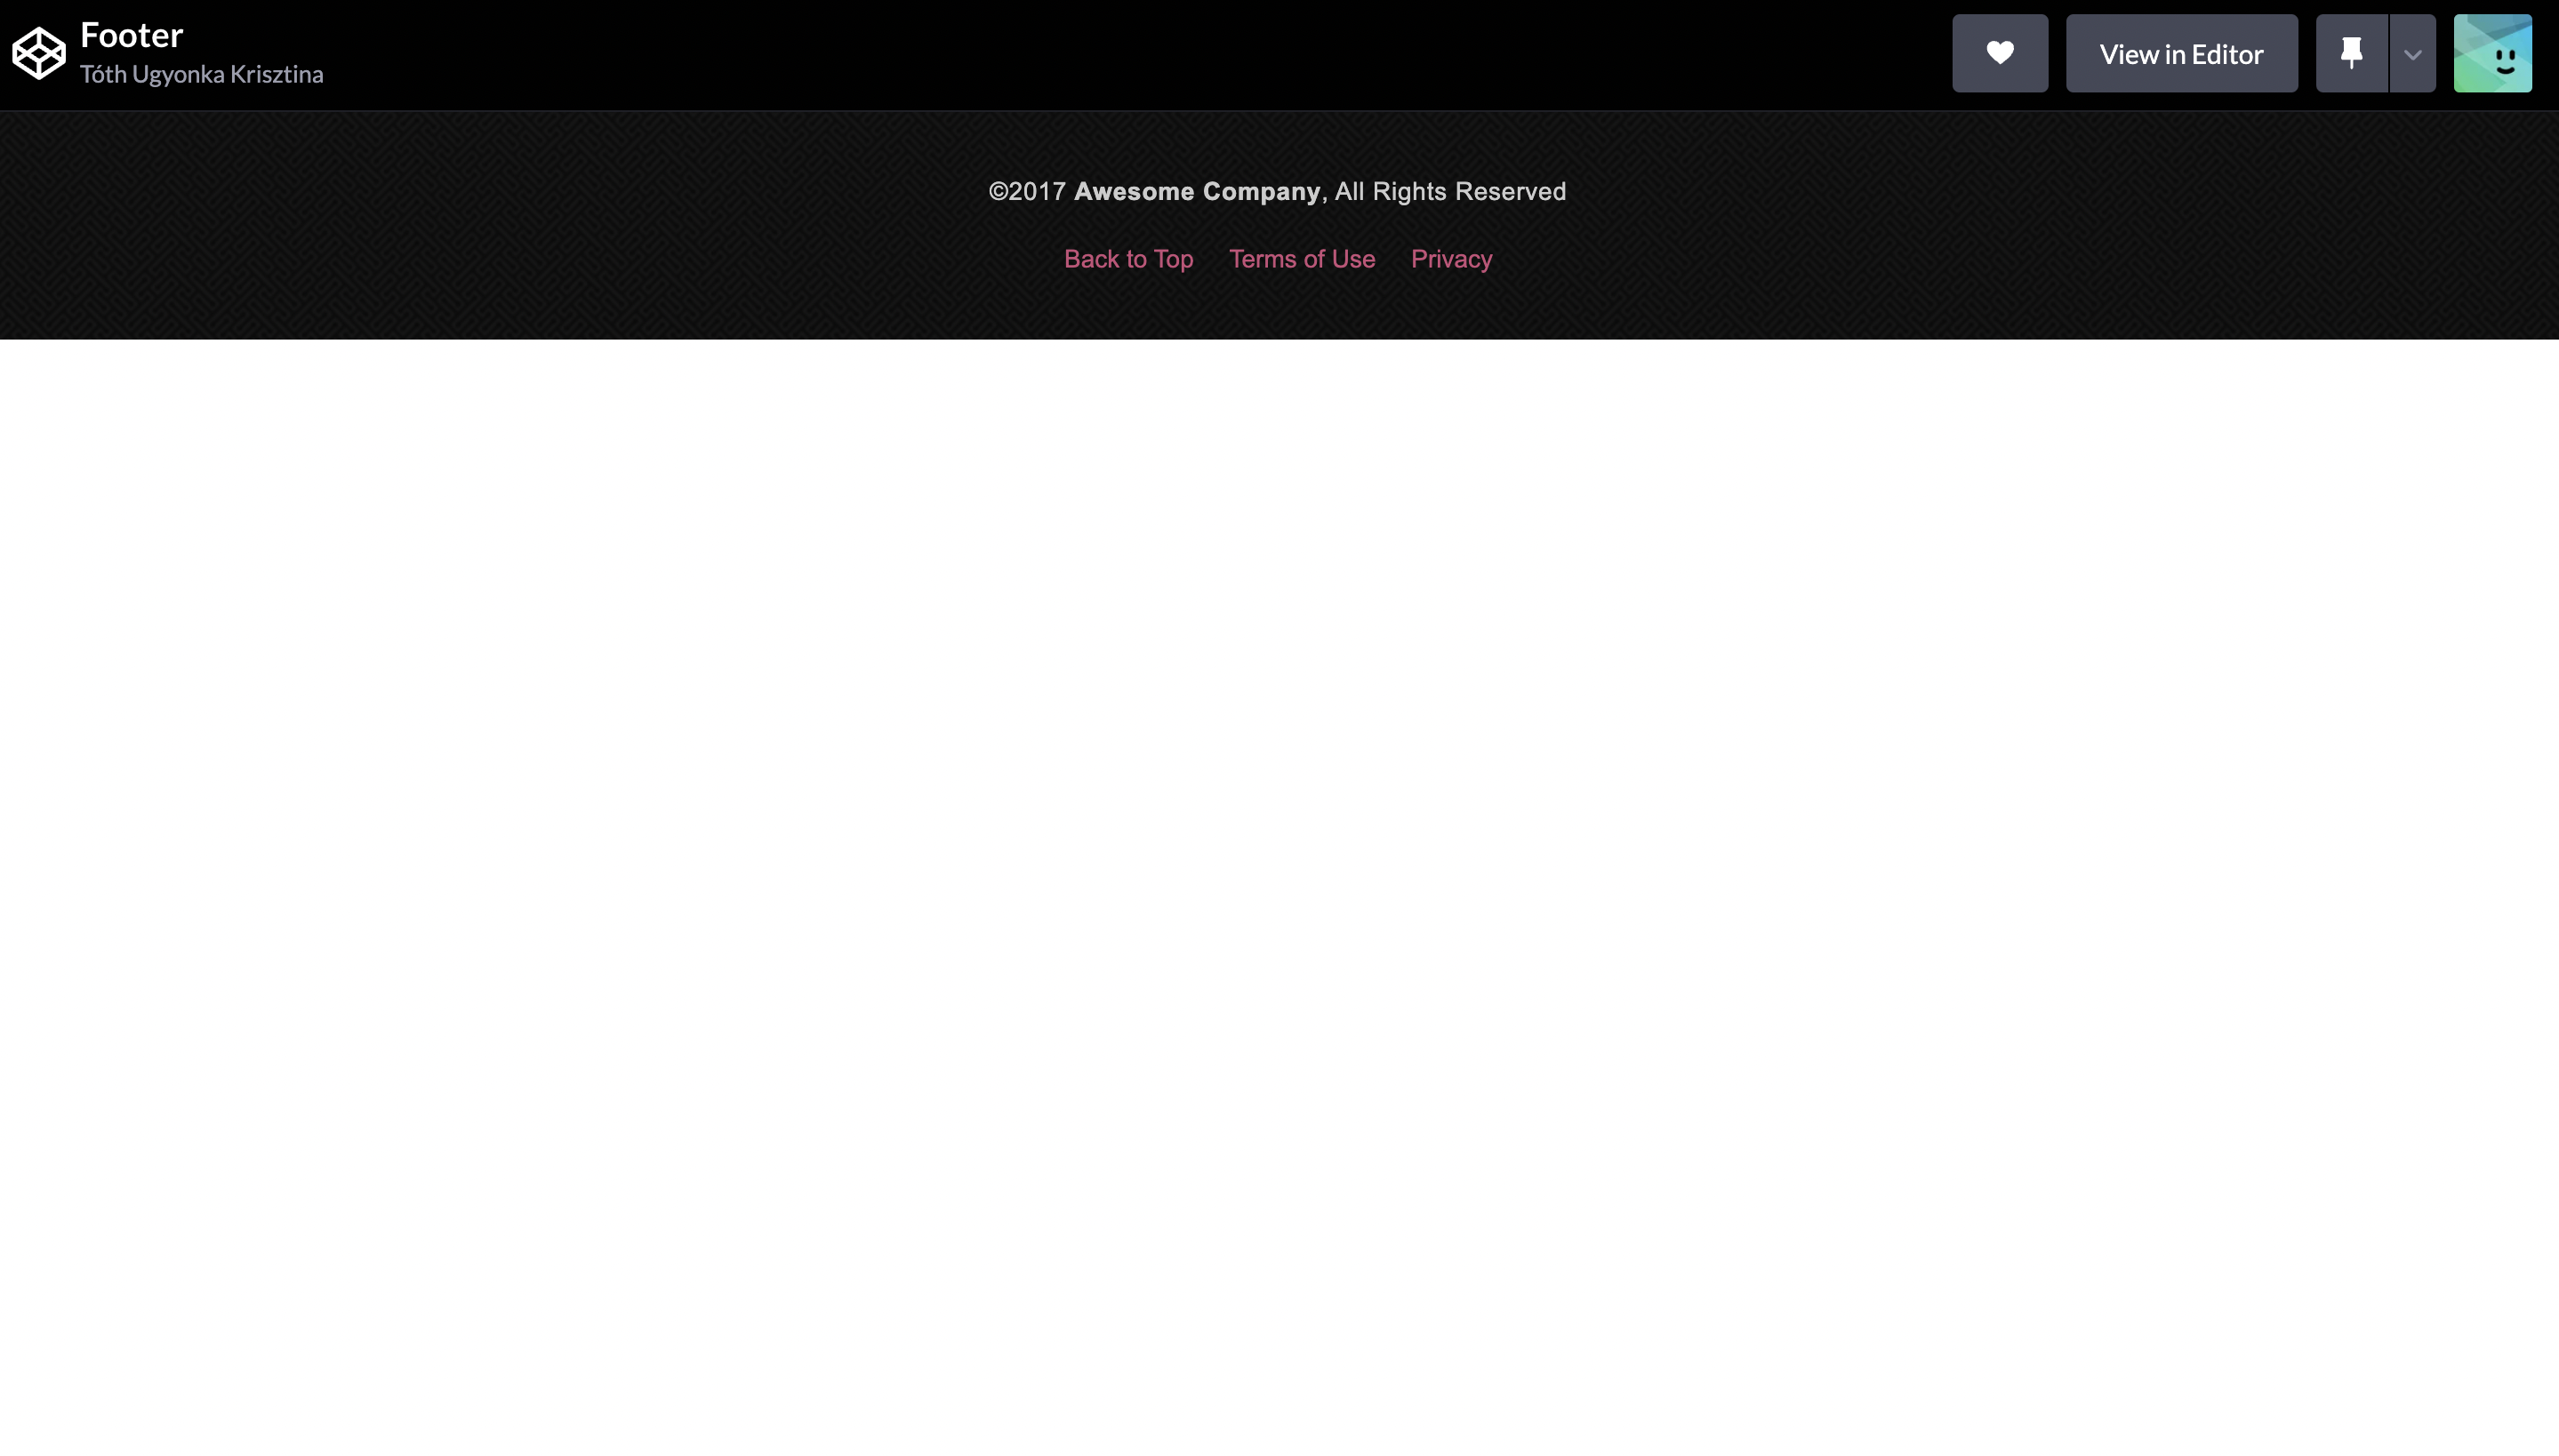 Footer
Tóth Ugyonka Krisztina
View in Editor
©2017 Awesome Company, All Rights Reserved
Back to Top Terms of Use Privacy